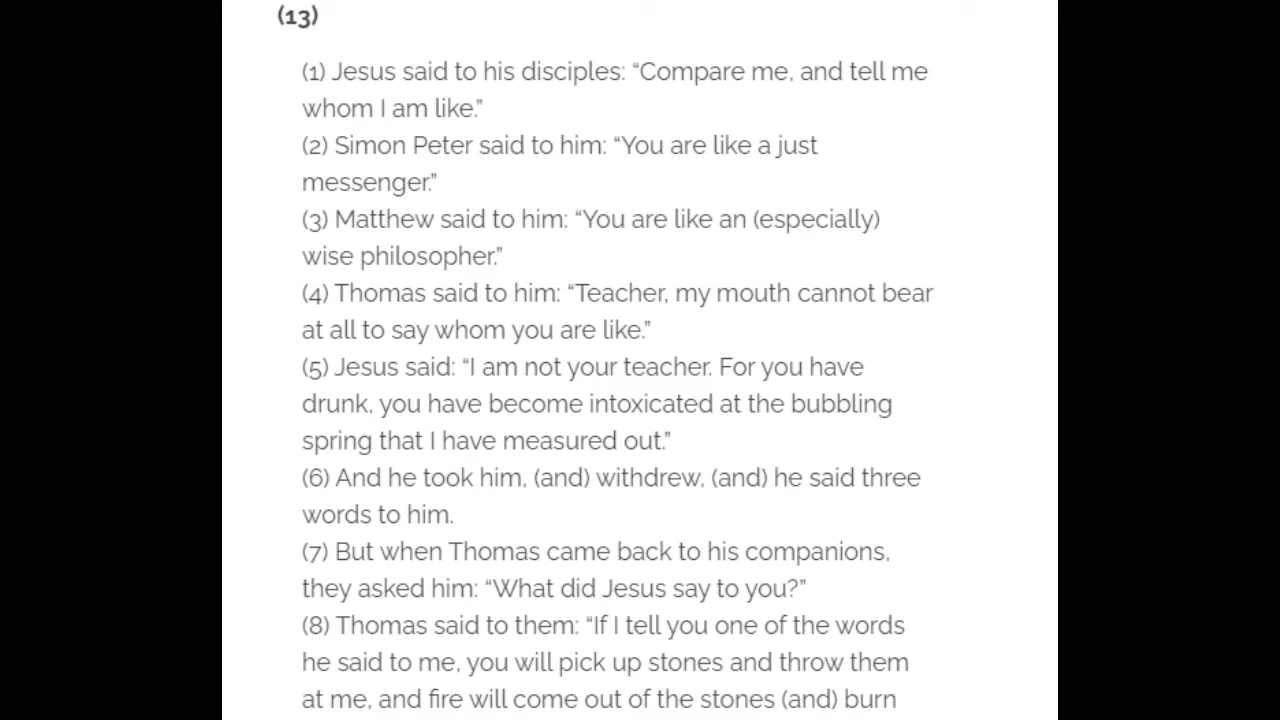 (13)
(1) Jesus said to his disciples: “Compare me, and tell me
whom I am like.”
(2) Simon Peter said to him: “You are like a just
messenger.”
(3) Matthew said to him: “You are like an (especially)
wise philosopher.”
(4) Thomas said to him: “Teacher, my mouth cannot bear
at all to say whom you are like.”
(5) Jesus said: “I am not your teacher. For you have
drunk, you have become intoxicated at the bubbling
spring that I have measured out.”
(6) And he took him, (and) withdrew, (and) he said three
words to him.
(7) But when Thomas came back to his companions,
they asked him: “What did Jesus say to you?”
(8) Thomas said to them: “If I tell you one of the words
he said to me, you will pick up stones and throw them
at me, and fire will come out of the stones (and) burn